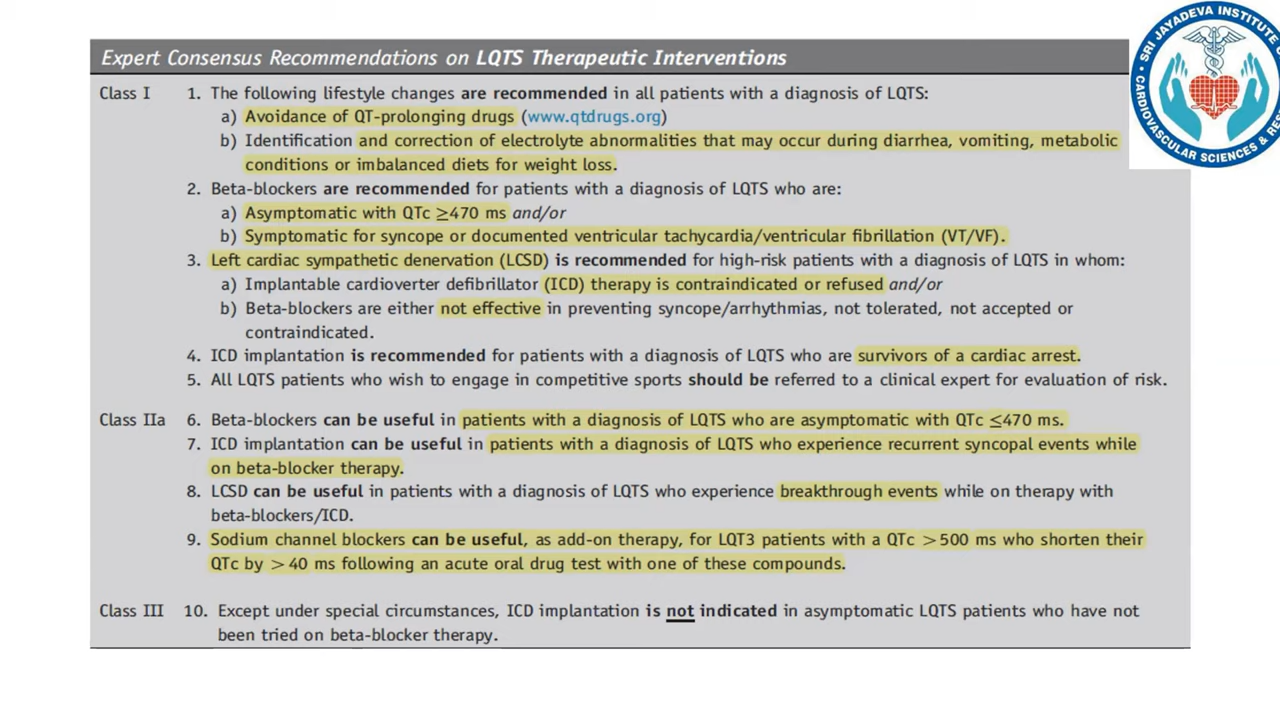 Expert Consensus Recommendations on LQTS Therapeutic Interventions
Class I 1. The following lifestyle changes are recommended in all patients with a diagnosis of LQTS:
a) Avoidance of QT-prolonging drugs (www.qtdrugs.org)
b) Identification and correction of electrolyte abnormalities that may occur during diarrhea, vomiting, metabolic
conditions or imbalanced diets for weight loss.
2. Beta-blockers are recommended for patients with a diagnosis of LQTS who are:
a) Asymptomatic with QTc ≥470 ms and/or
b) Symptomatic for syncope or documented ventricular tachycardia/ventricular fibrillation (VT/VF).
3. Left cardiac sympathetic denervation (LCSD) is recommended for high-risk patients with a diagnosis of LQTS in whom:
a) Implantable cardioverter defibrillator (ICD) therapy is contraindicated or refused and/or
b) Beta-blockers are either not effective in preventing syncope/arrhythmias, not tolerated, not accepted or
contraindicated.
4. ICD implantation is recommended for patients with a diagnosis of LQTS who are survivors of a cardiac arrest.
5. All LQTS patients who wish to engage in competitive sports should be referred to a clinical expert for evaluation of risk.
Class IIa 6. Beta-blockers can be useful in patients with a diagnosis of LQTS who are asymptomatic with QTc ≤470 ms.
7. ICD implantation can be useful in patients with a diagnosis of LQTS who experience recurrent syncopal events while
on beta-blocker therapy.
8. LCSD can be useful in patients with a diagnosis of LQTS who experience breakthrough events while on therapy with
beta-blockers/ICD.
9. Sodium channel blockers can be useful, as add-on therapy, for LQT3 patients with a QTc >500 ms who shorten their
QTc by >40 ms following an acute oral drug test with one of these compounds.
Class III 10. Except under special circumstances, ICD implantation is not indicated in asymptomatic LQTS patients who have not
been tried on beta-blocker therapy.
SRI JAYADEVA INSTITUTE
CARDIOVASCULAR SCIENCES &